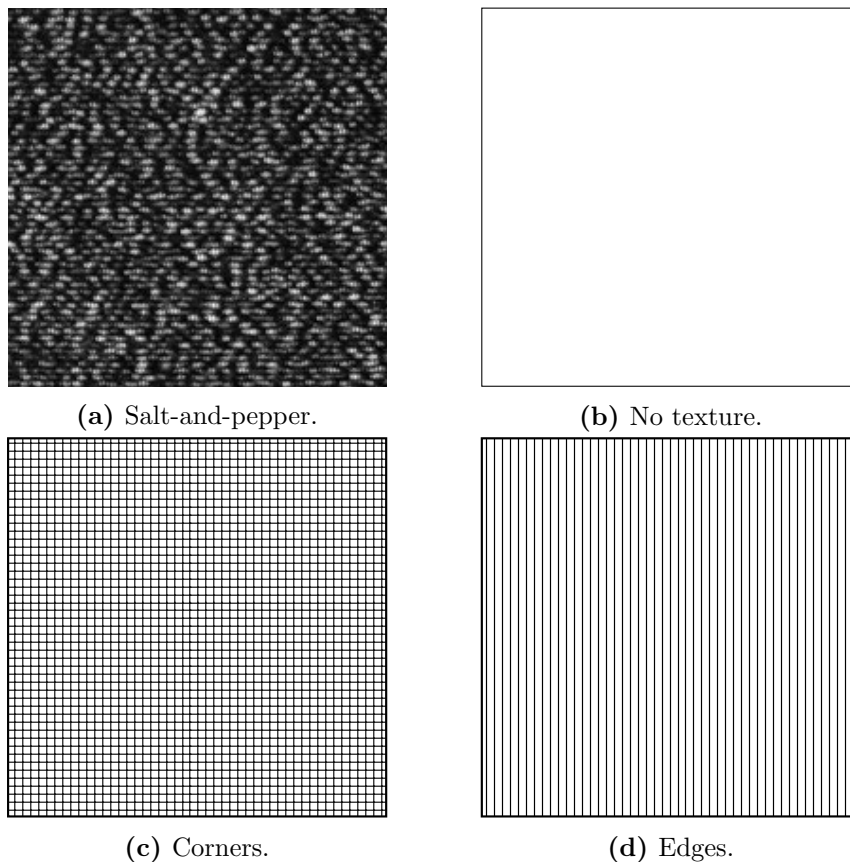 (a) Salt-and-pepper.
(b) No texture.
(c) Corners.
(d) Edges.